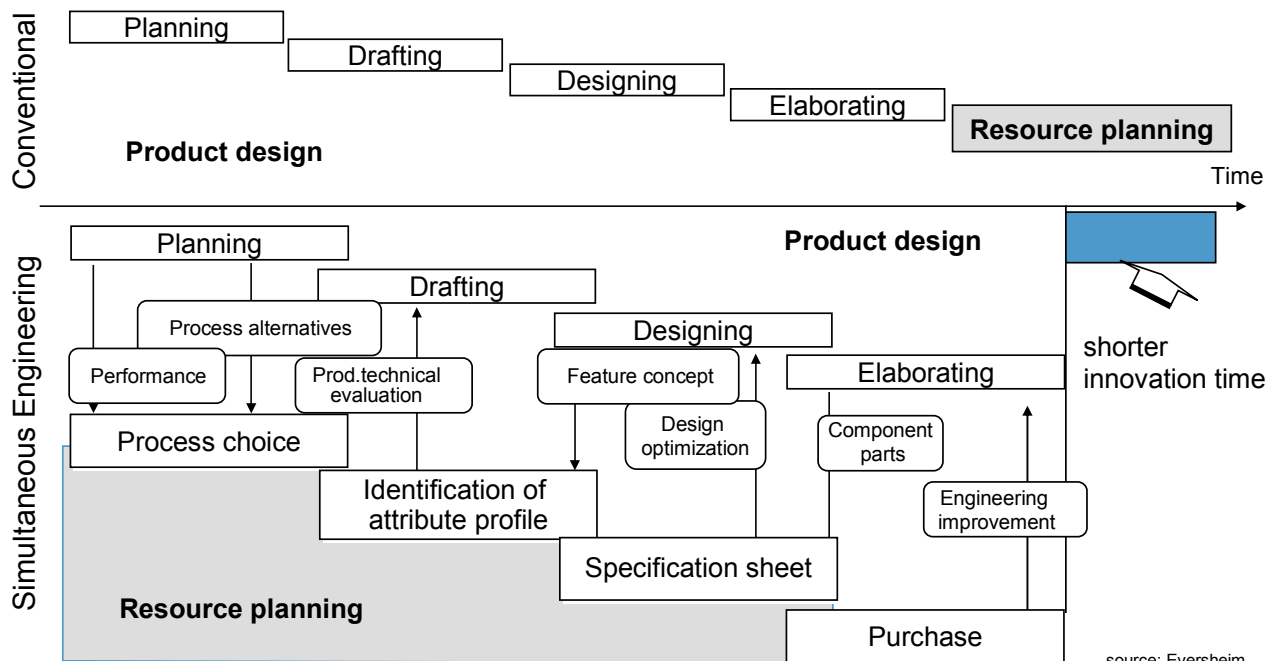 Conventional
Planning
Drafting
Designing
Elaborating
Resource planning
Product design
Time
Simultaneous Engineering
Planning
Product design
Drafting
Process alternatives
Designing
shorter
innovation time
Performance
Prod.technical
evaluation
Feature concept
Elaborating
Process choice
Design
optimization
Component
parts
Identification of
attribute profile
Engineering
improvement
Specification sheet
Resource planning
Purchase
source: Eversheim